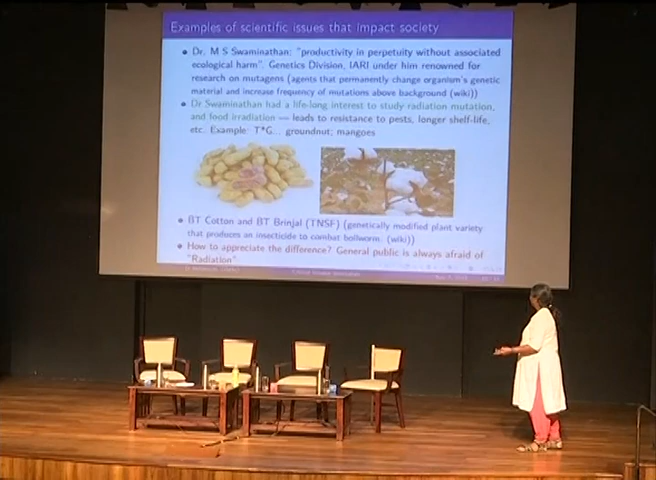 Examples of scientific issues that impact society
Dr. M S Swaminathan: "productivity in perpetuity without associated
ecological harm". Genetics Division, IARI under him renowned for
research on mutagens (agents that permanently change organism's genetic
material and increase frequency of mutations above background (wiki))
Dr Swaminathan had a life-long interest to study radiation mutation,
and food irradiation — leads to resistance to pests, longer shelf-life,
etc. Example: T*G... groundnut; mangoes
BT Cotton and BT Brinjal (TNSF) (genetically modified plant variety
that produces an insecticide to combat bollworm. (wiki))
How to appreciate the difference? General public is always afraid of
"Radiation"